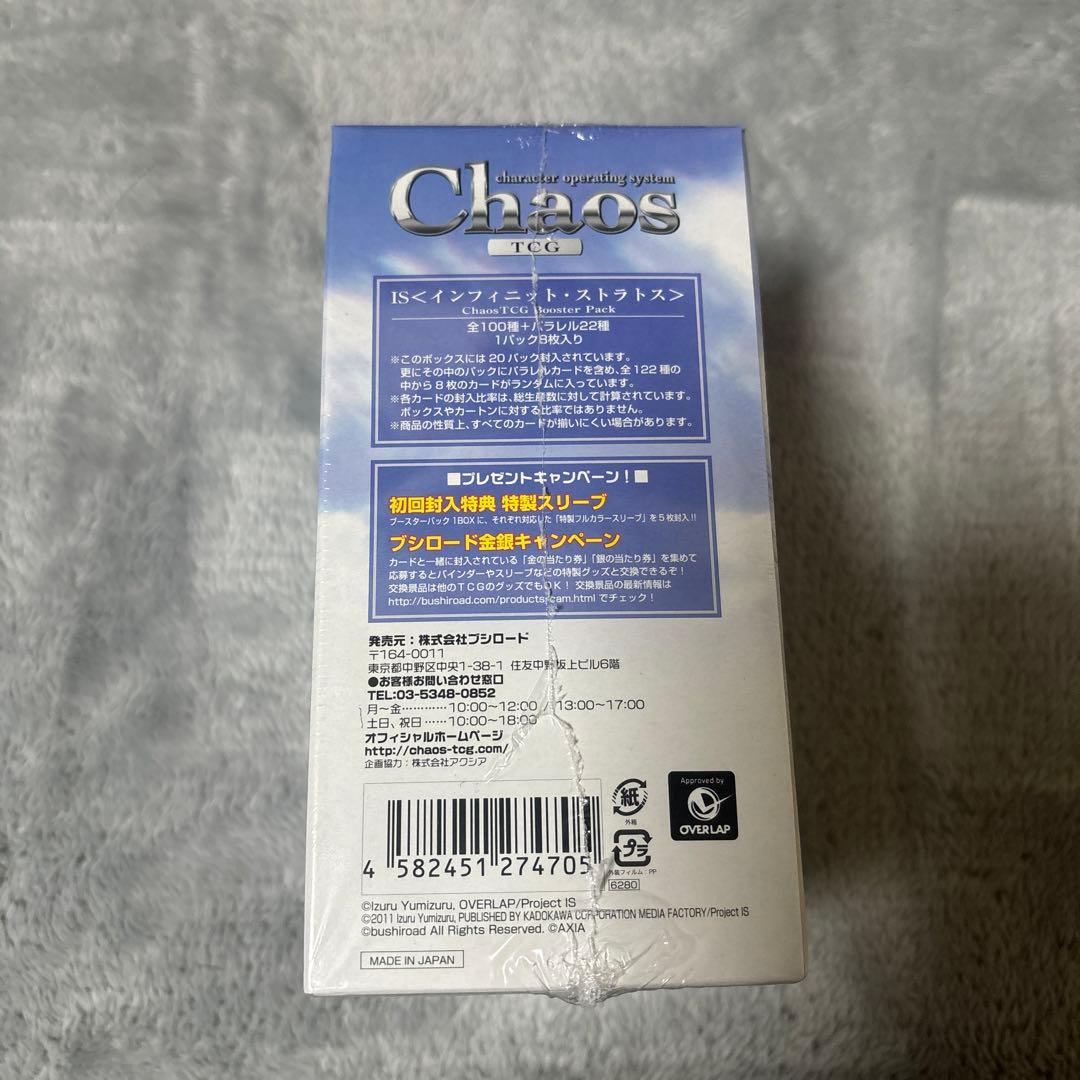 character operating system
Chaos
TCG
IS<インフィニット・ストラトス>
ChaosTCG Booster Pack
全100種+パラレル22種
1パック8枚入り
※このボックスには20パック封入されています。
更にその中のパックにパラレルカードを含め、全122種の
中から8枚のカードがランダムに入っています。
※各カードの封入比率は、総生産数に対して計算されています。
ボックスやカートンに対する比率ではありません。
※商品の性質上、すべてのカードが揃いにくい場合があります。
■プレゼントキャンペーン!■
初回封入特典 特製スリーブ
ブースターパック1BOXに、それぞれ対応した「特製フルカラースリーブ」を5枚封入!!
ブシロード金銀キャンペーン
カードと一緒に封入されている「金の当たり券」「銀の当たり券」を集めて
応募するとバインダーやスリーブなどの特製グッズと交換できるぞ!
交換景品は他のTCGのグッズでもOK! 交換景品の最新情報は
http://bushiroad.com/products/cam.html でチェック!
発売元:株式会社ブシロード
〒164-0011
東京都中野区中央1-38-1 住友中野坂上ビル6階
●お客様お問い合わせ窓口
TEL:03-5348-0852
月~金…………10:00~12:00 / 13:00~17:00
土日、祝日……10:00~18:00
オフィシャルホームページ
http://chaos-tcg.com/
企画協力:株式会社アクシア
4 582451 274705
紙
外箱
プラ
外装フィルム:PP
6280
Approved by
OVERLAP
©Izuru Yumizuru, OVERLAP/Project IS
©2011 Izuru Yumizuru, PUBLISHED BY KADOKAWA CORPORATION MEDIA FACTORY/Project IS
©bushiroad All Rights Reserved. ©AXIA
MADE IN JAPAN